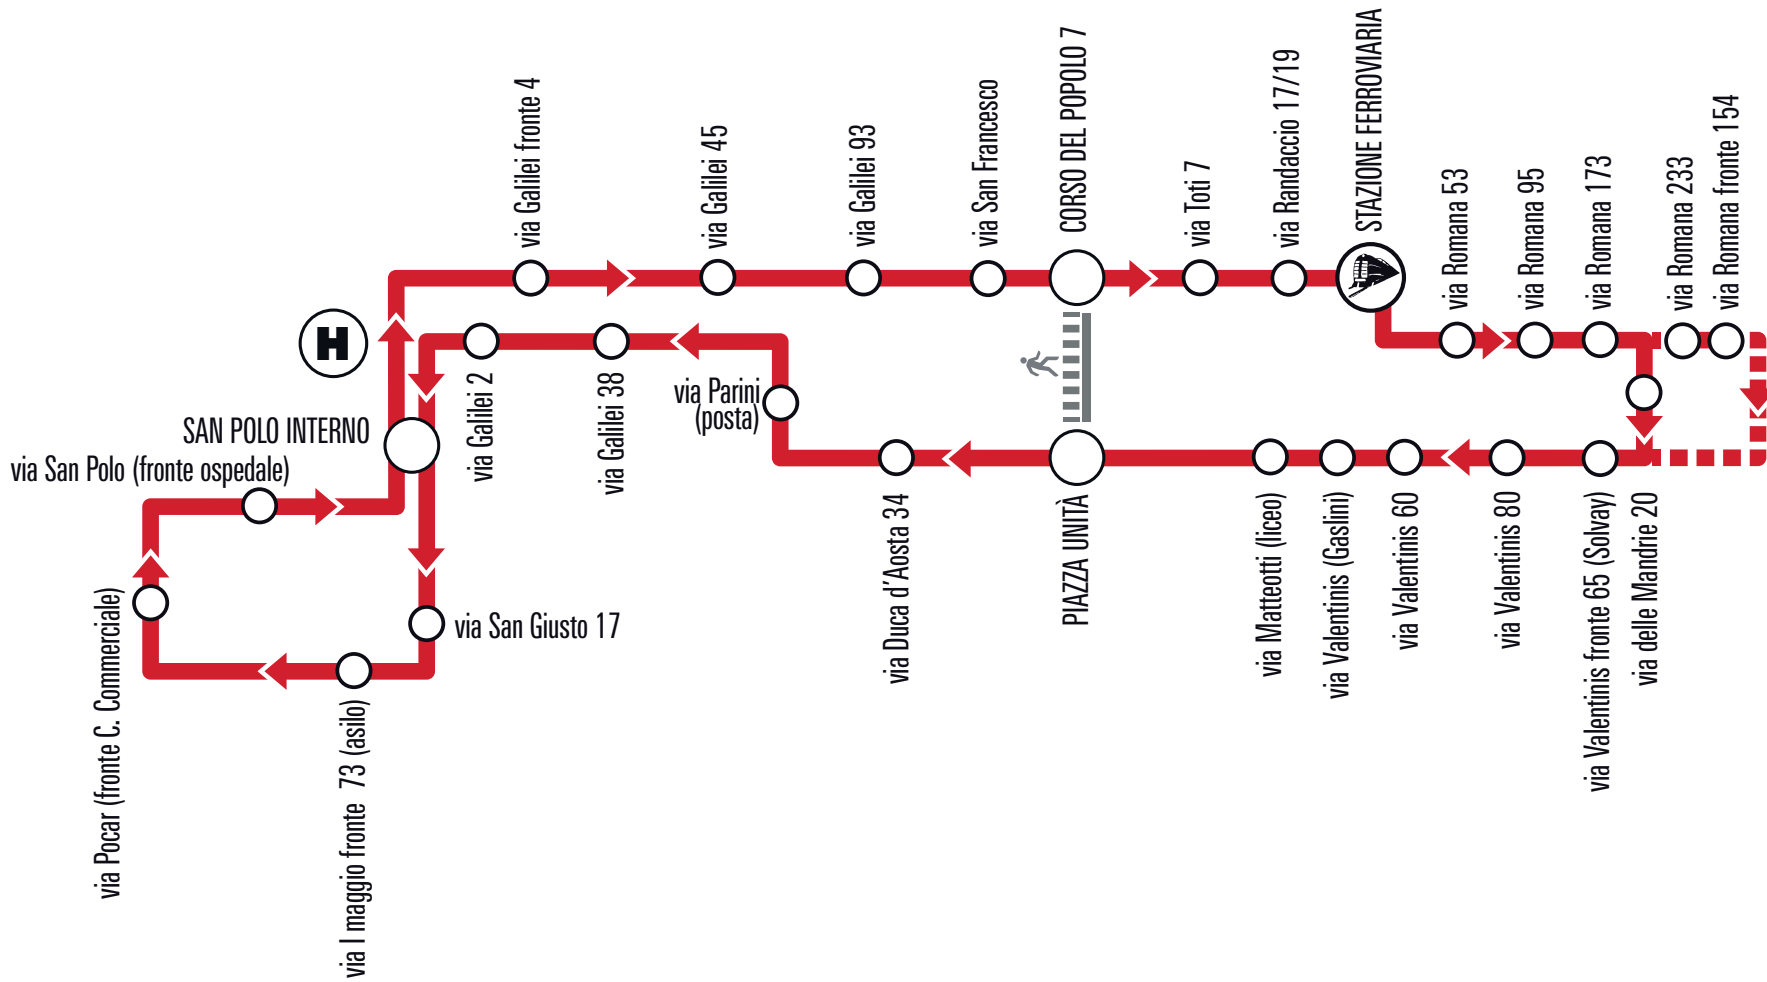 via Galilei fronte 4
via Galilei 45
via Galilei 93
via San Francesco
CORSO DEL POPOLO 7
via Toti 7
via Randaccio 17/19
STAZIONE FERROVIARIA
via Romana 53
via Romana 95
via Romana 173
via Romana 233
via Romana fronte 154
H
SAN POLO INTERNO
via San Polo (fronte ospedale)
via Galilei 2
via Galilei 38
via Parini
(posta)
via Duca d'Aosta 34
PIAZZA UNITÀ
via Matteotti (liceo)
via Valentinis (Gaslini)
via Valentinis 60
via Valentinis 80
via Valentinis fronte 65 (Solvay)
via delle Mandrie 20
via San Giusto 17
via Pocar (fronte C. Commerciale)
via I maggio fronte 73 (asilo)